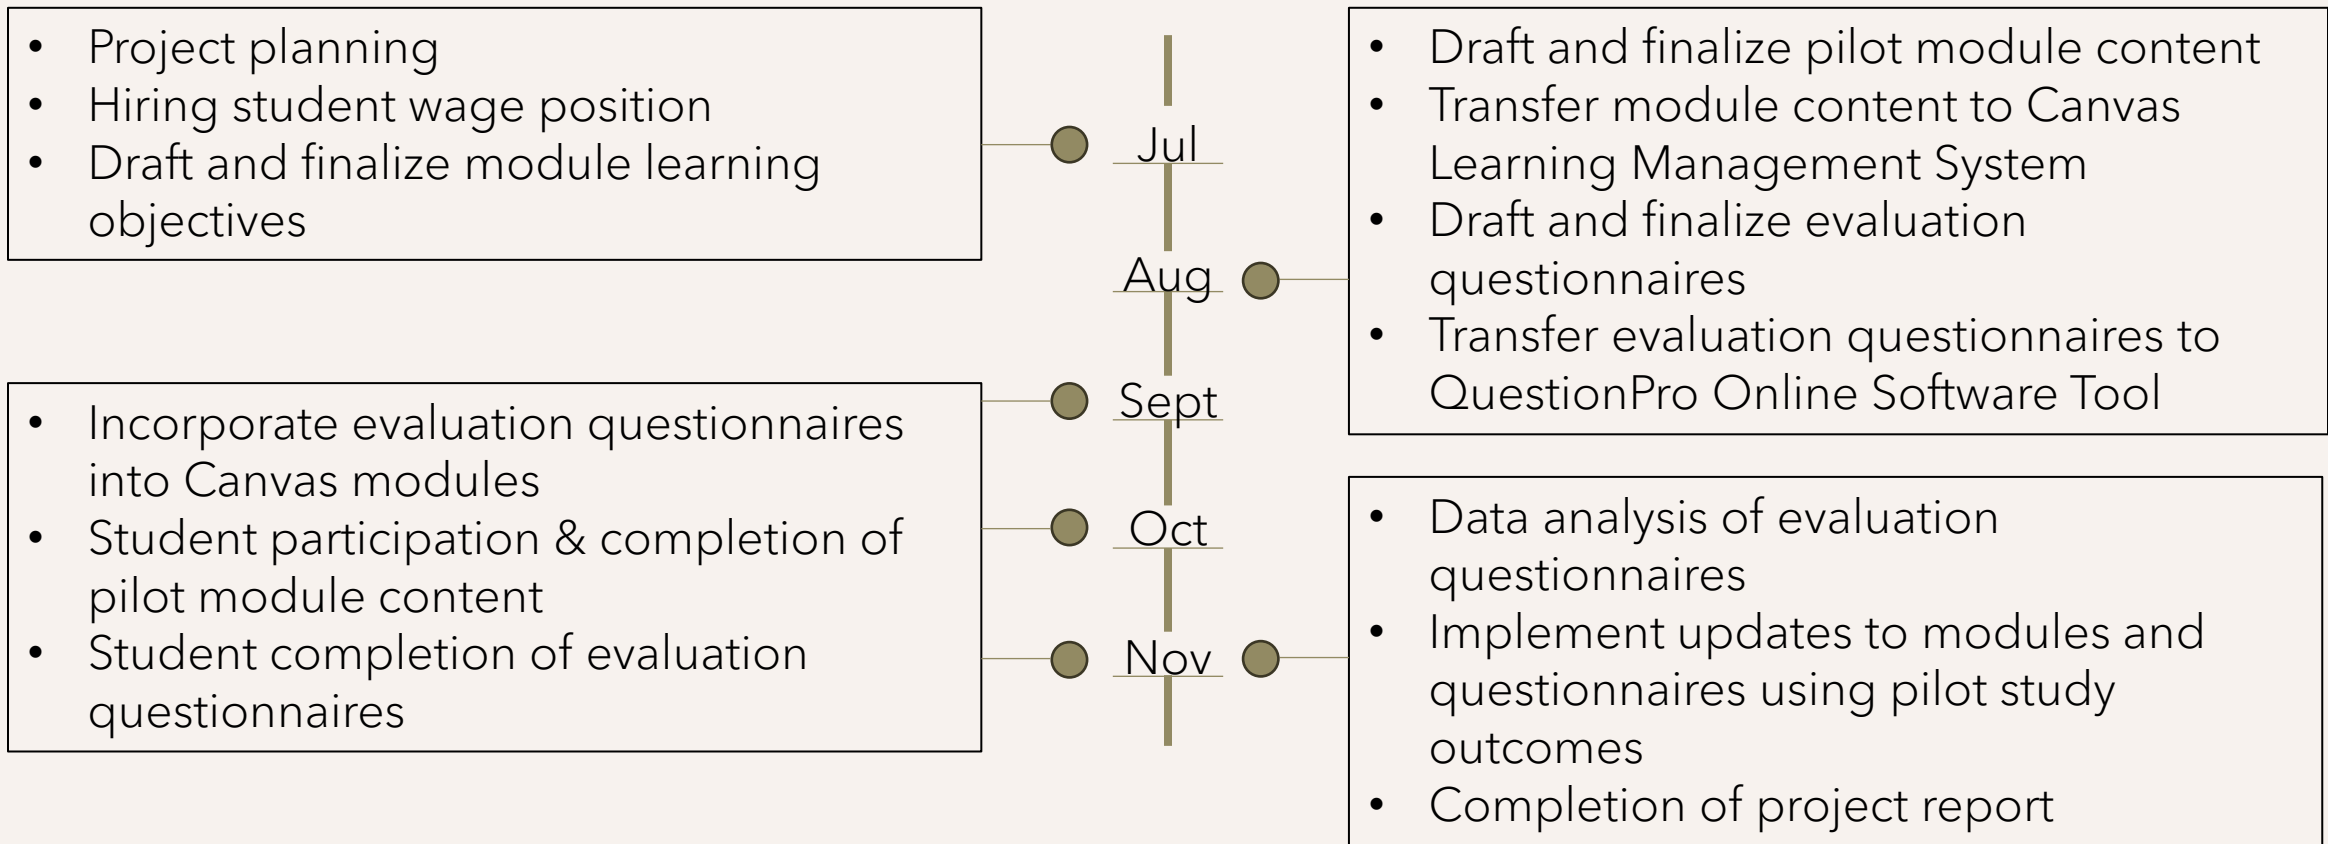 • Project planning
• Hiring student wage position
• Draft and finalize module learning
objectives
Jul
Aug
• Draft and finalize pilot module content
• Transfer module content to Canvas
Learning Management System
• Draft and finalize evaluation
questionnaires
• Transfer evaluation questionnaires to
QuestionPro Online Software Tool
• Incorporate evaluation questionnaires
into Canvas modules
• Student participation & completion of
pilot module content
• Student completion of evaluation
questionnaires
Sept
Oct
Nov
• Data analysis of evaluation
questionnaires
• Implement updates to modules and
questionnaires using pilot study
outcomes
• Completion of project report